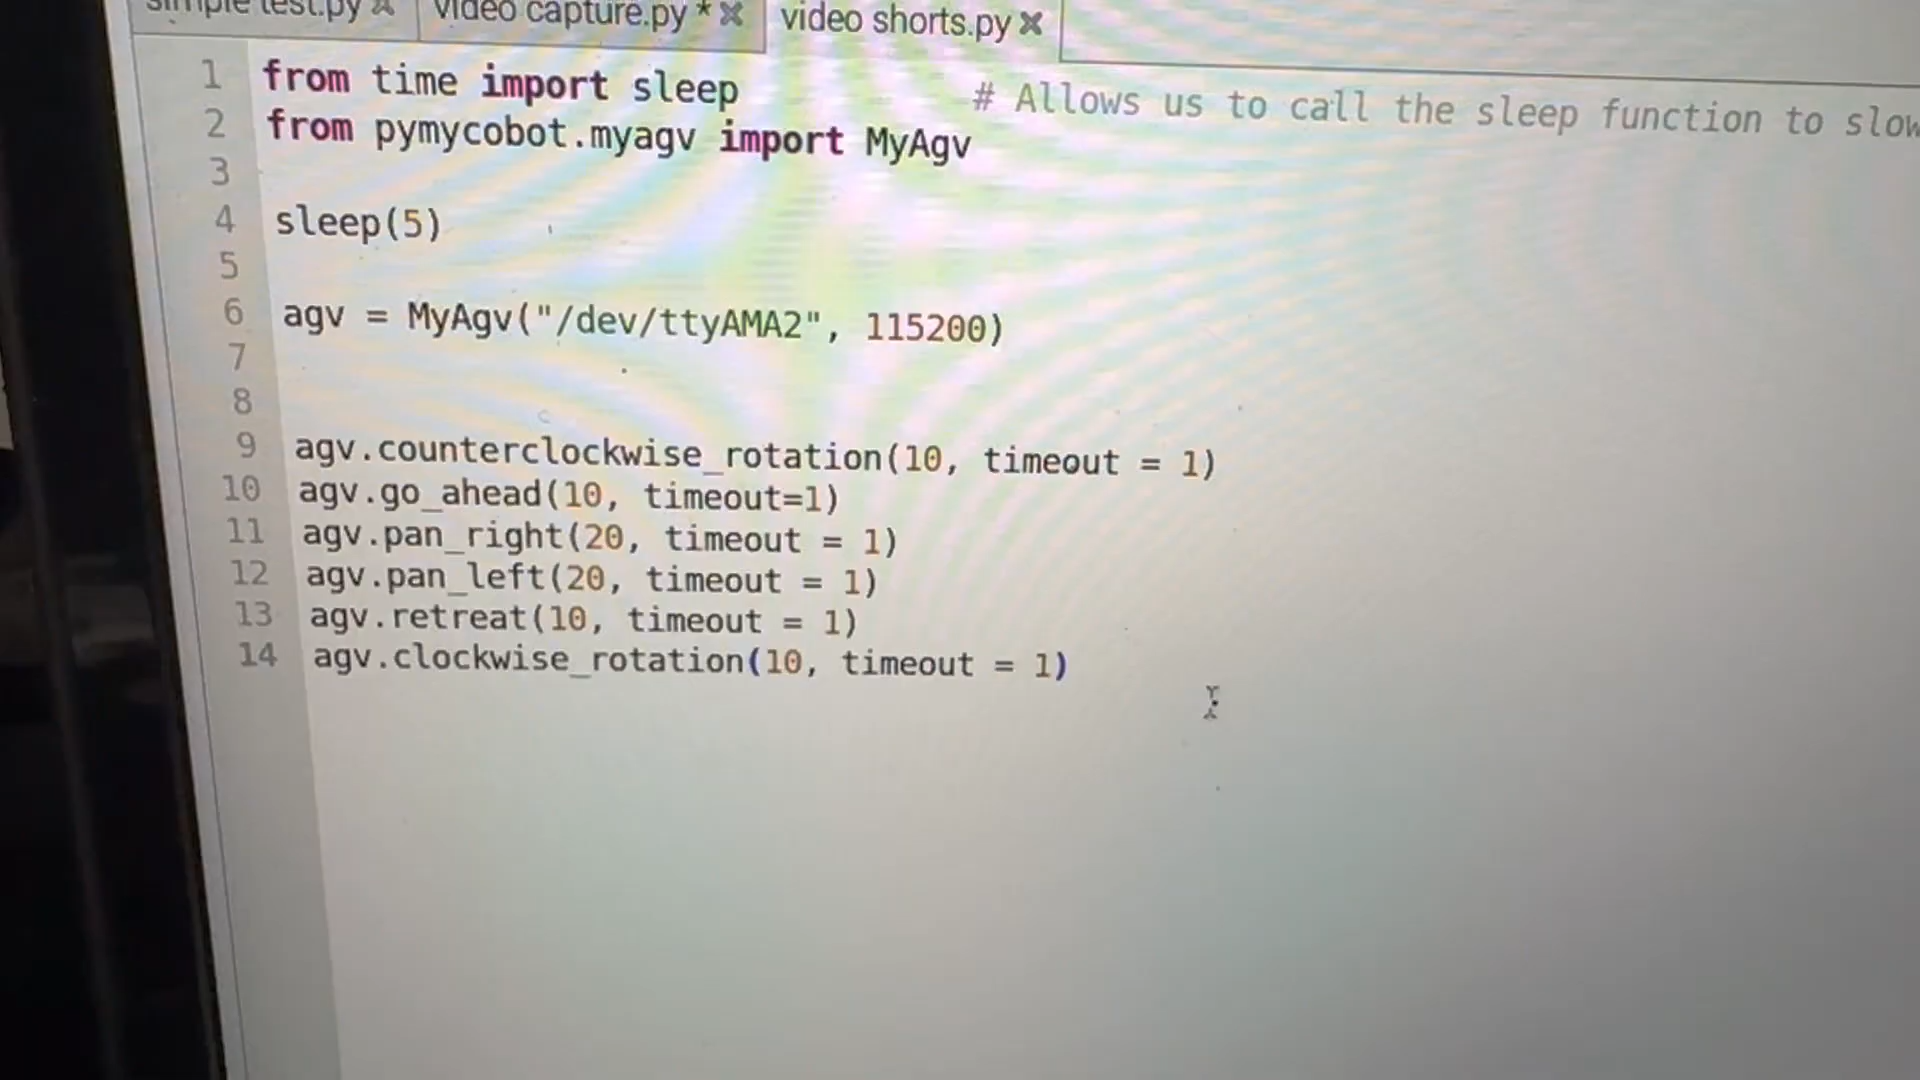 simple test.py ✕ video capture.py * ✕ video shorts.py ✕
1 from time import sleep # Allows us to call the sleep function to slow
2 from pymycobot.myagv import MyAgv
3
4 sleep(5)
5
6 agv = MyAgv("/dev/ttyAMA2", 115200)
7
8
9 agv.counterclockwise_rotation(10, timeout = 1)
10 agv.go_ahead(10, timeout=1)
11 agv.pan_right(20, timeout = 1)
12 agv.pan_left(20, timeout = 1)
13 agv.retreat(10, timeout = 1)
14 agv.clockwise_rotation(10, timeout = 1)